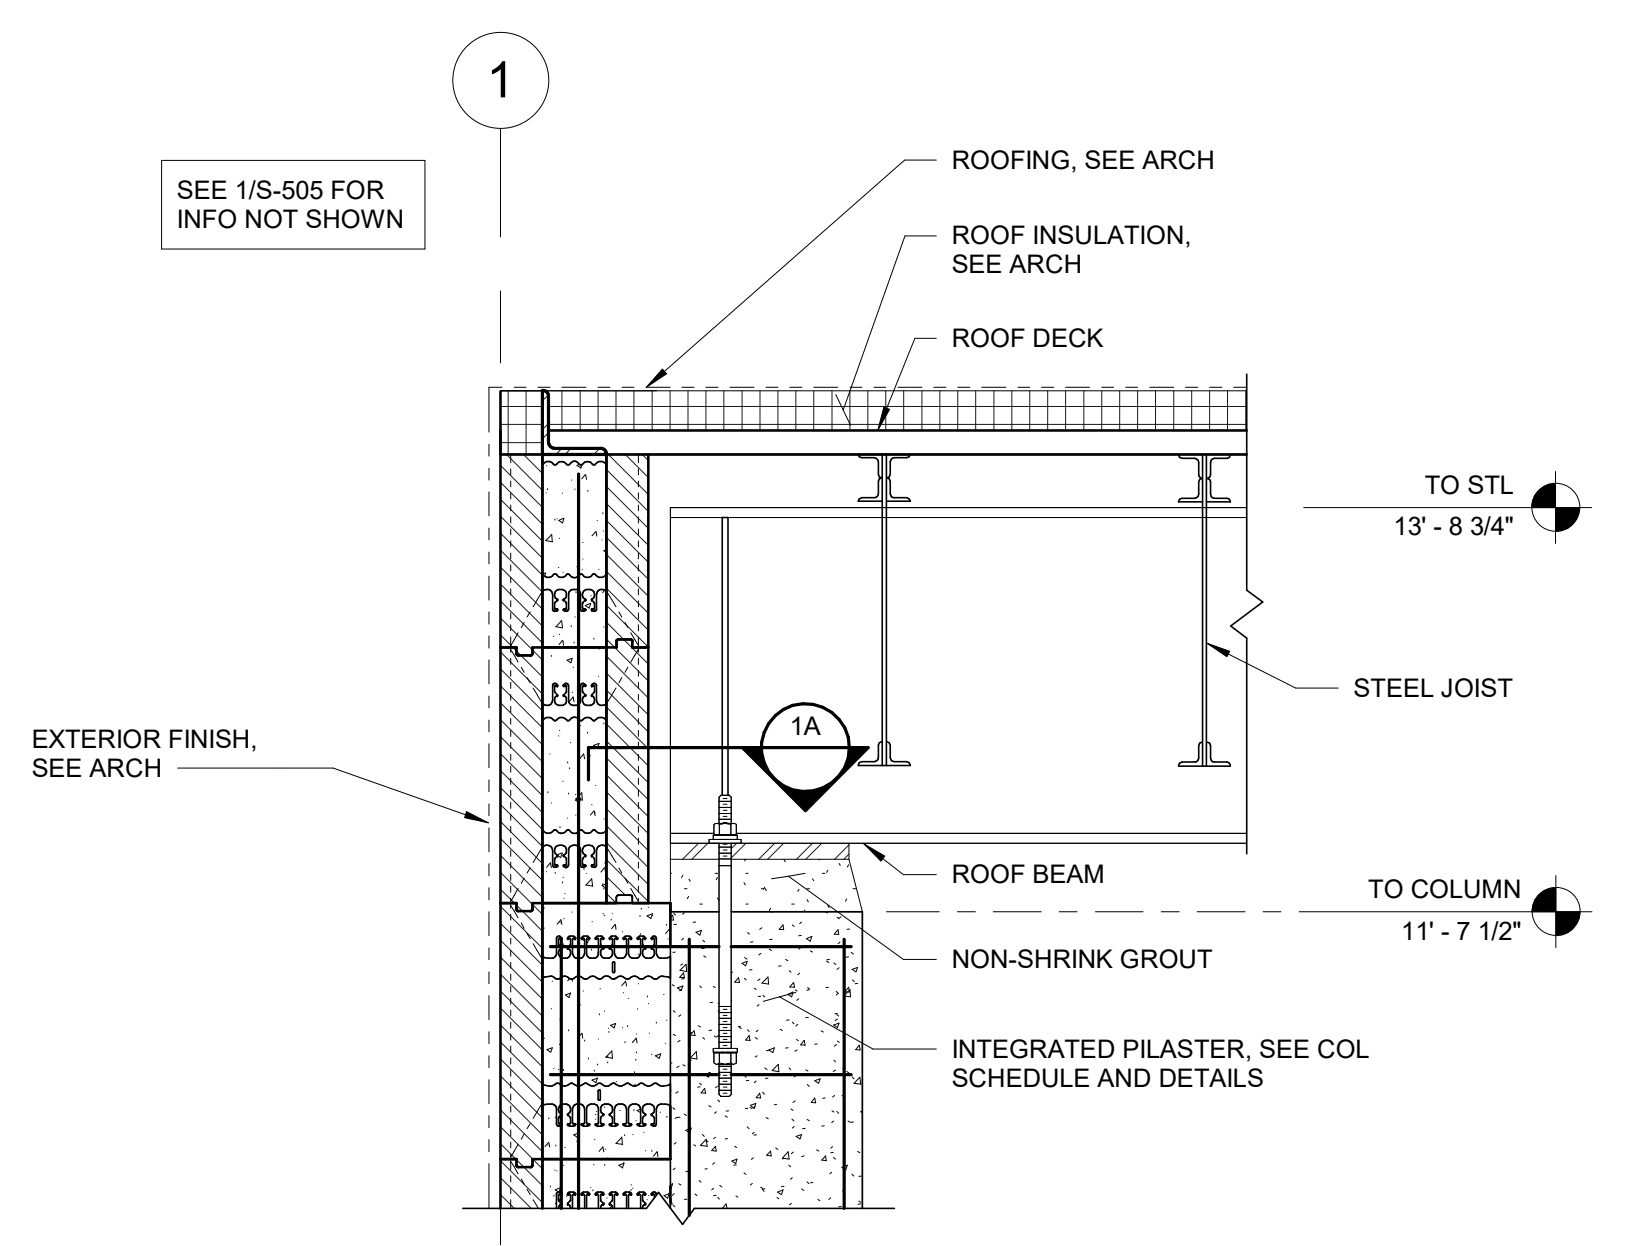 1
SEE 1/S-505 FOR
INFO NOT SHOWN
ROOFING, SEE ARCH
ROOF INSULATION,
SEE ARCH
ROOF DECK
TO STL
13' - 8 3/4"
STEEL JOIST
1A
EXTERIOR FINISH,
SEE ARCH
ROOF BEAM
TO COLUMN
11' - 7 1/2"
NON-SHRINK GROUT
INTEGRATED PILASTER, SEE COL
SCHEDULE AND DETAILS